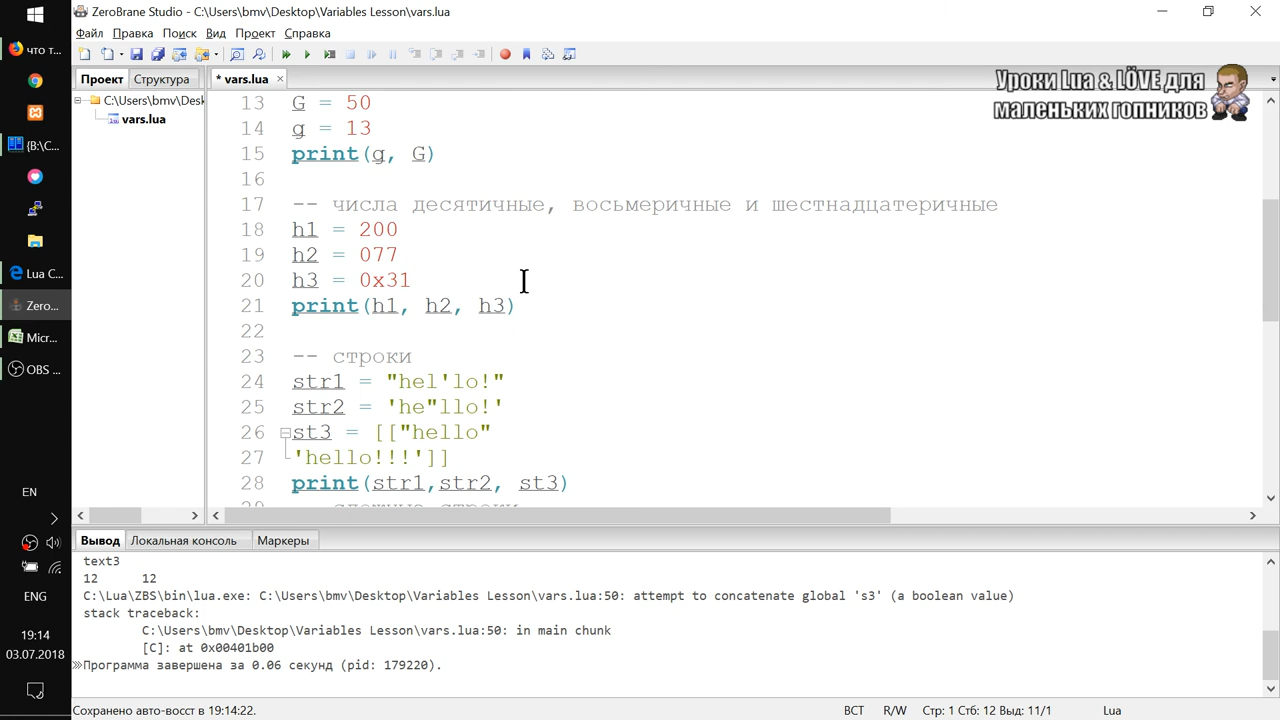 ZeroBrane Studio - C:\Users\bmv\Desktop\Variables Lesson\vars.lua
Файл Правка Поиск Вид Проект Справка
Проект Структура
* vars.lua
Уроки Lua & LÖVE для
маленьких гопников
C:\Users\bmv\Desk
vars.lua
13 G = 50
14 g = 13
15 print(g, G)
16
17 -- числа десятичные, восьмеричные и шестнадцатеричные
18 h1 = 200
19 h2 = 077
20 h3 = 0x31
21 print(h1, h2, h3)
22
23 -- строки
24 str1 = "hel'lo!"
25 str2 = 'he"llo!'
26 st3 = [["hello"
27 'hello!!!']]
28 print(str1,str2, st3)
Вывод Локальная консоль Маркеры
text3
12 12
C:\Lua\ZBS\bin\lua.exe: C:\Users\bmv\Desktop\Variables Lesson\vars.lua:50: attempt to concatenate global 's3' (a boolean value)
stack traceback:
C:\Users\bmv\Desktop\Variables Lesson\vars.lua:50: in main chunk
[C]: at 0x00401b00
Программа завершена за 0.06 секунд (pid: 179220).
Сохранено авто-восст в 19:14:22.
ВСТ R/W Стр: 1 Стб: 12 Выд: 11/1 Lua
что т...
{B:\C...
Lua C...
Zero...
Micr...
OBS ...
EN
ENG
19:14
03.07.2018